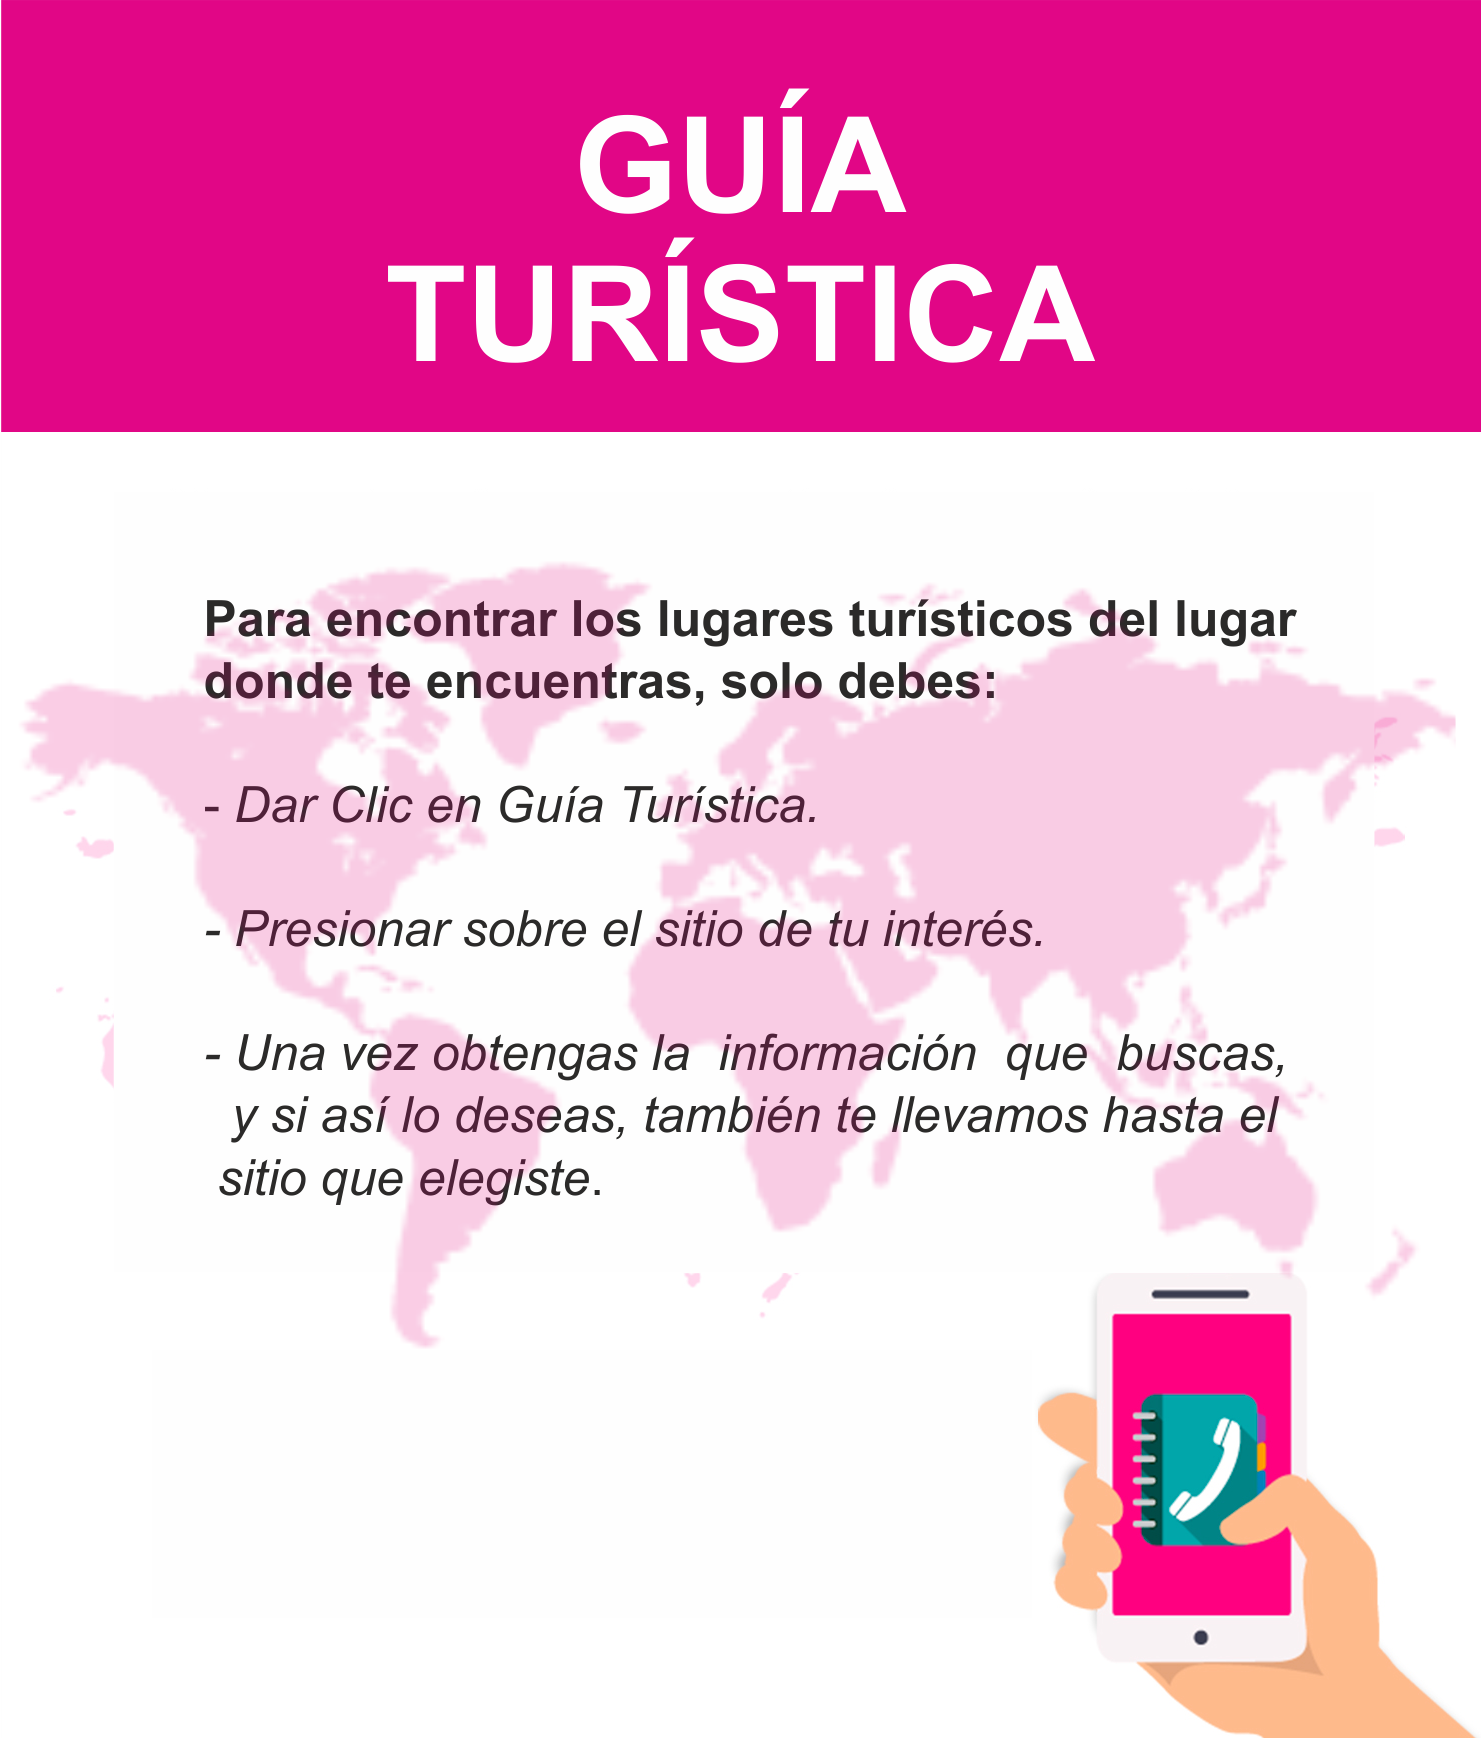 GUÍA
TURÍSTICA
Para encontrar los lugares turísticos del lugar
donde te encuentras, solo debes:
- Dar Clic en Guía Turística.
- Presionar sobre el sitio de tu interés.
- Una vez obtengas la información que buscas,
y si así lo deseas, también te llevamos hasta el
sitio que elegiste.